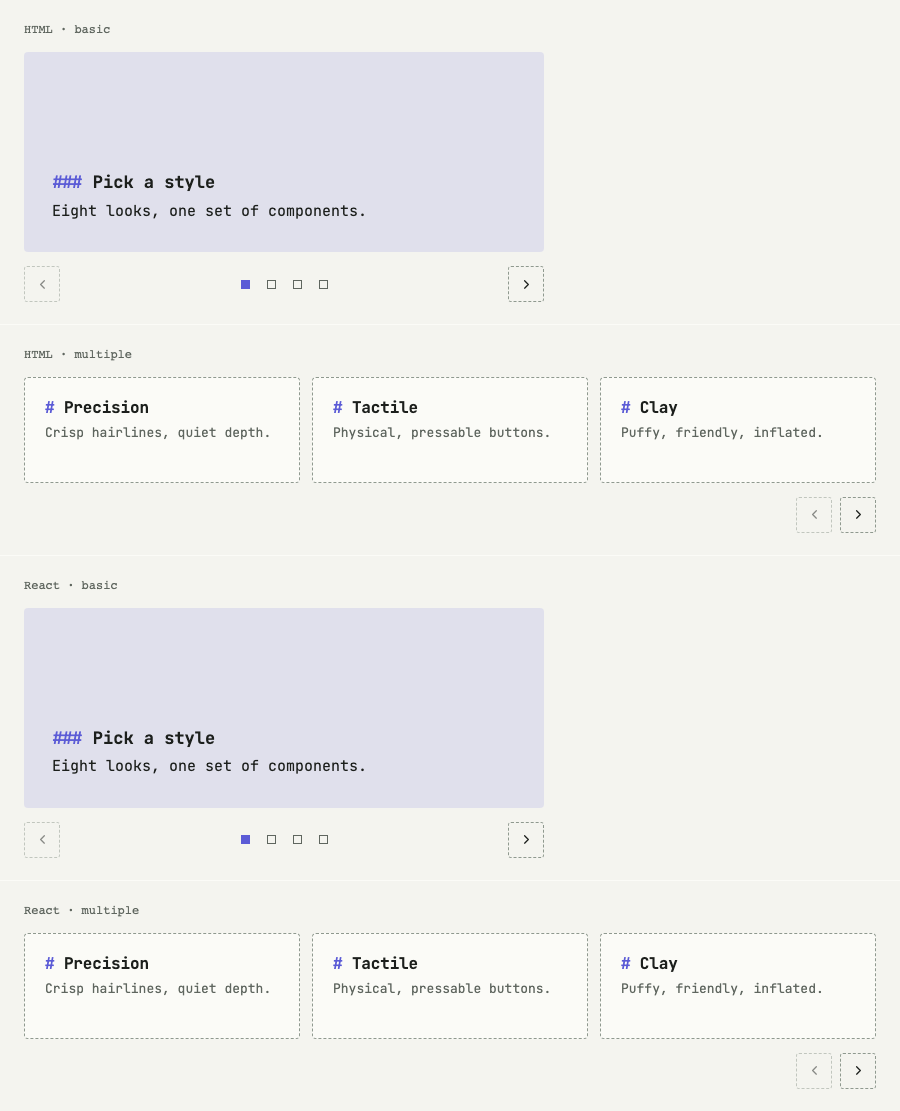 HTML · basic
### Pick a style
Eight looks, one set of components.
HTML · multiple
# Precision
Crisp hairlines, quiet depth.
# Tactile
Physical, pressable buttons.
# Clay
Puffy, friendly, inflated.
React · basic
### Pick a style
Eight looks, one set of components.
React · multiple
# Precision
Crisp hairlines, quiet depth.
# Tactile
Physical, pressable buttons.
# Clay
Puffy, friendly, inflated.